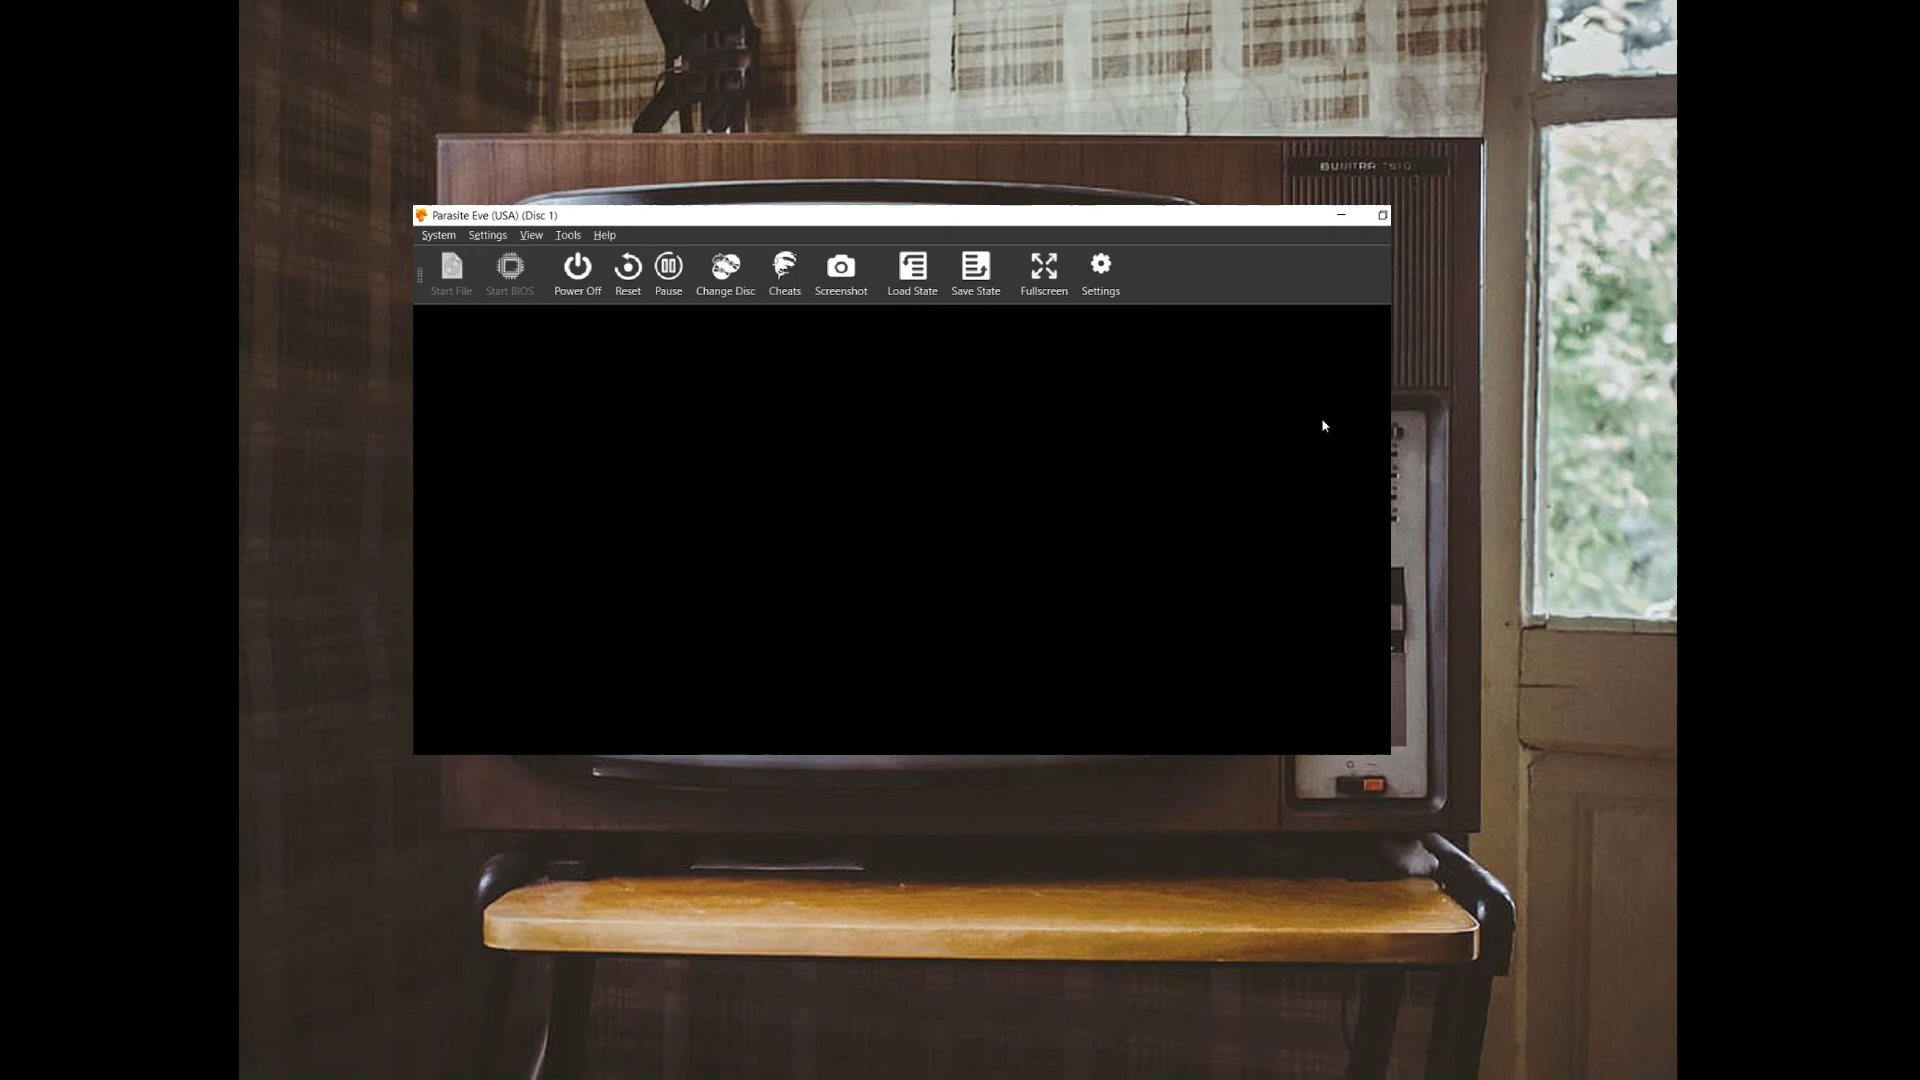 Parasite Eve (USA) (Disc 1)
System Settings View Tools Help
Start File Start BIOS Power Off Reset Pause Change Disc Cheats Screenshot Load State Save State Fullscreen Settings